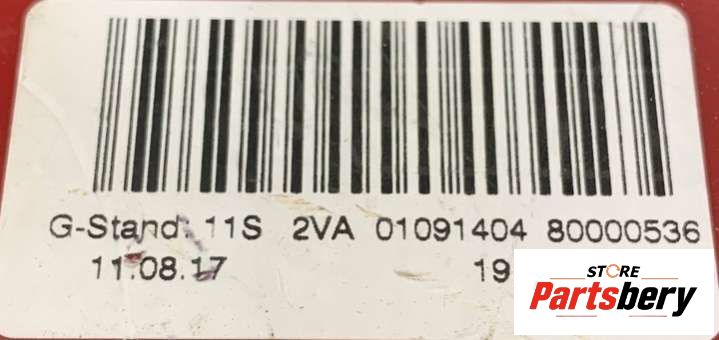 G-Stand: 11S 2VA 01091404 80000536
11.08.17 19
STORE
Partsbery